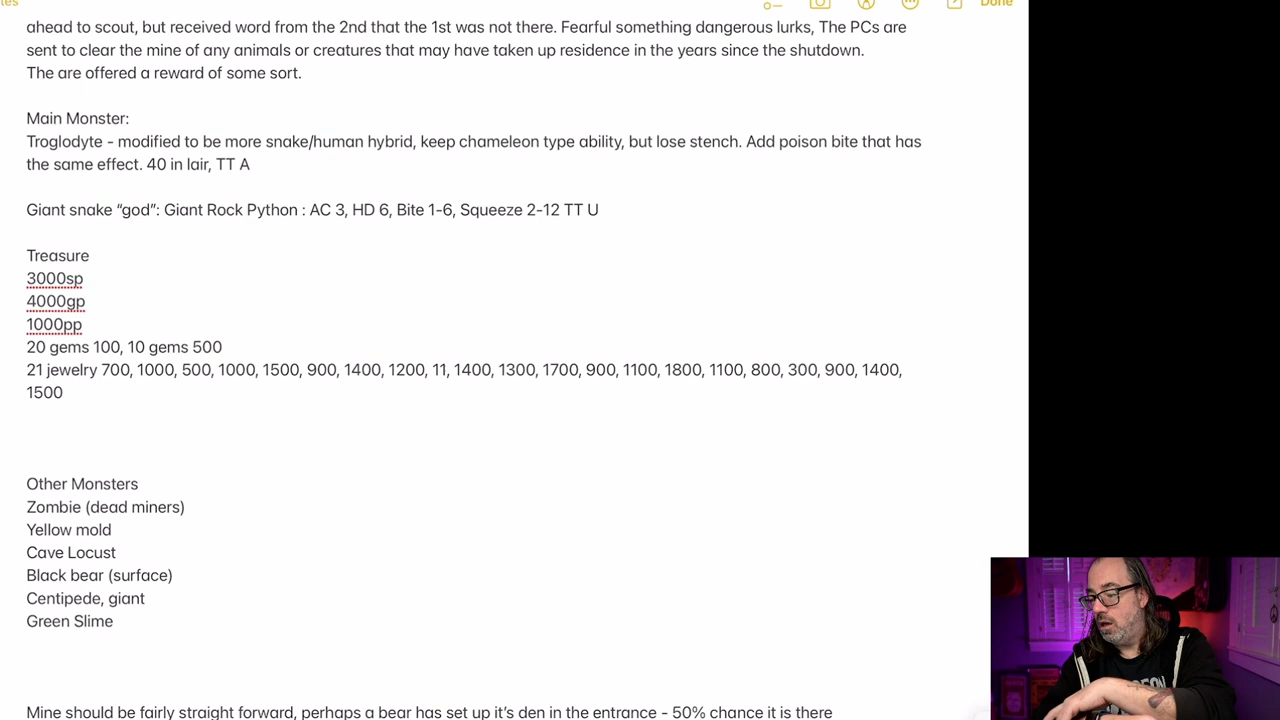 Done
ahead to scout, but received word from the 2nd that the 1st was not there. Fearful something dangerous lurks, The PCs are
sent to clear the mine of any animals or creatures that may have taken up residence in the years since the shutdown.
The are offered a reward of some sort.
Main Monster:
Troglodyte - modified to be more snake/human hybrid, keep chameleon type ability, but lose stench. Add poison bite that has
the same effect. 40 in lair, TT A
Giant snake “god”: Giant Rock Python : AC 3, HD 6, Bite 1-6, Squeeze 2-12 TT U
Treasure
3000sp
4000gp
1000pp
20 gems 100, 10 gems 500
21 jewelry 700, 1000, 500, 1000, 1500, 900, 1400, 1200, 11, 1400, 1300, 1700, 900, 1100, 1800, 1100, 800, 300, 900, 1400,
1500
Other Monsters
Zombie (dead miners)
Yellow mold
Cave Locust
Black bear (surface)
Centipede, giant
Green Slime
Mine should be fairly straight forward, perhaps a bear has set up it’s den in the entrance - 50% chance it is there